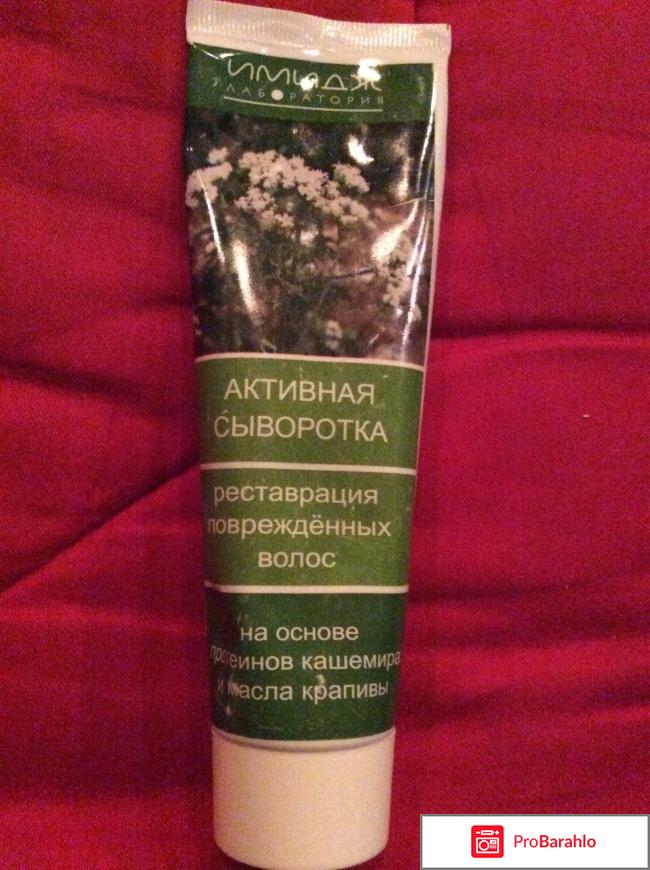 ИМИДЖ
ЛАБОРАТОРИЯ
АКТИВНАЯ
СЫВОРОТКА
реставрация
повреждённых
волос
на основе
протеинов кашемира
и масла крапивы
ProBarahlo